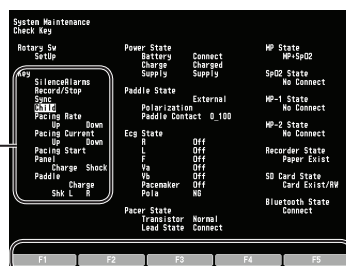 System Maintenance
Check Key
Rotary Sw
SetUp
Key
SilenceAlarms
Record/Stop
Sync
Child
Pacing Rate
Up Down
Pacing Current
Up Down
Pacing Start
Panel
Charge Shock
Paddle
Charge
Shk L R
Power State
Battery Connect
Charge Charged
Supply Supply
Paddle State
External
Polarization
Paddle Contact 0_100
Ecg State
R Off
L Off
F Off
Va Off
Vb Off
Pacemaker Off
Pola NG
Pacer State
Transistor Normal
Lead State Connect
MP State
MP+SpO2
SpO2 State
No Connect
MP-1 State
No Connect
MP-2 State
No Connect
Recorder State
Paper Exist
SD Card State
Card Exist/RW
Bluetooth State
Connect
F1 F2 F3 F4 F5